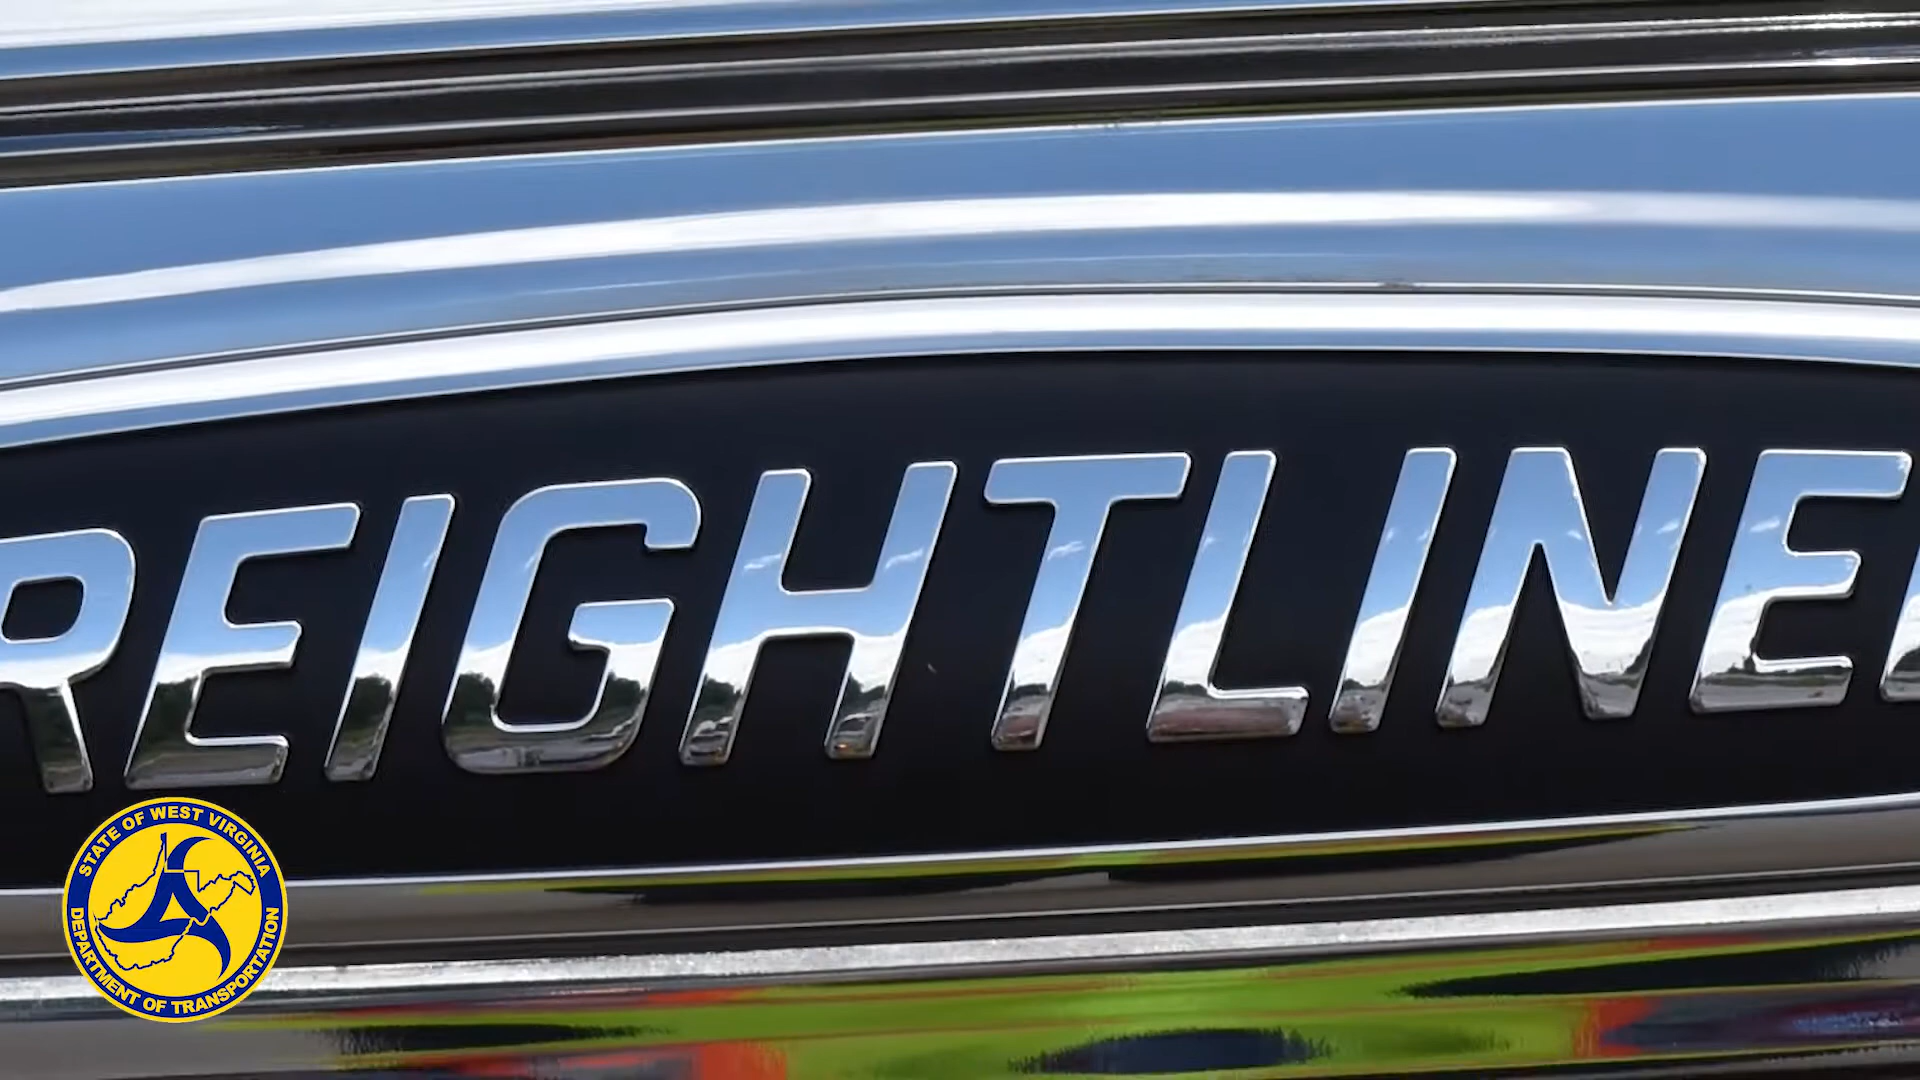 REIGHTLINE
STATE OF WEST VIRGINIA
DEPARTMENT OF TRANSPORTATION